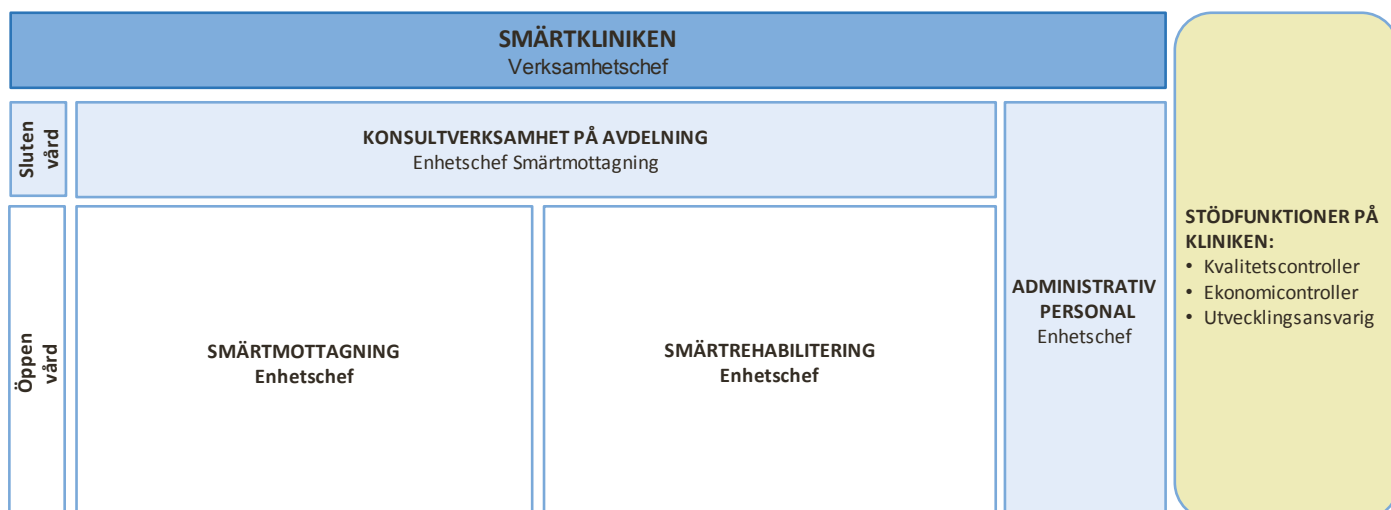 SMÄRTKLINIKEN
Verksamhetschef
Sluten
vård
KONSULTVERKSAMHET PÅ AVDELNING
Enhetschef Smärtmottagning
Öppen
vård
SMÄRTMOTTAGNING
Enhetschef
SMÄRTREHABILITERING
Enhetschef
ADMINISTRATIV
PERSONAL
Enhetschef
STÖDFUNKTIONER PÅ
KLINIKEN:
• Kvalitetscontroller
• Ekonomicontroller
• Utvecklingsansvarig